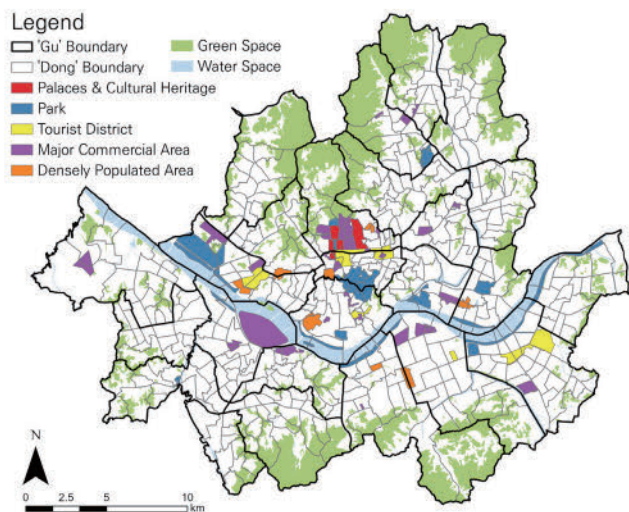 Legend
'Gu' Boundary
'Dong' Boundary
Palaces & Cultural Heritage
Park
Tourist District
Major Commercial Area
Densely Populated Area
Green Space
Water Space
N
0 2.5 5 10
km